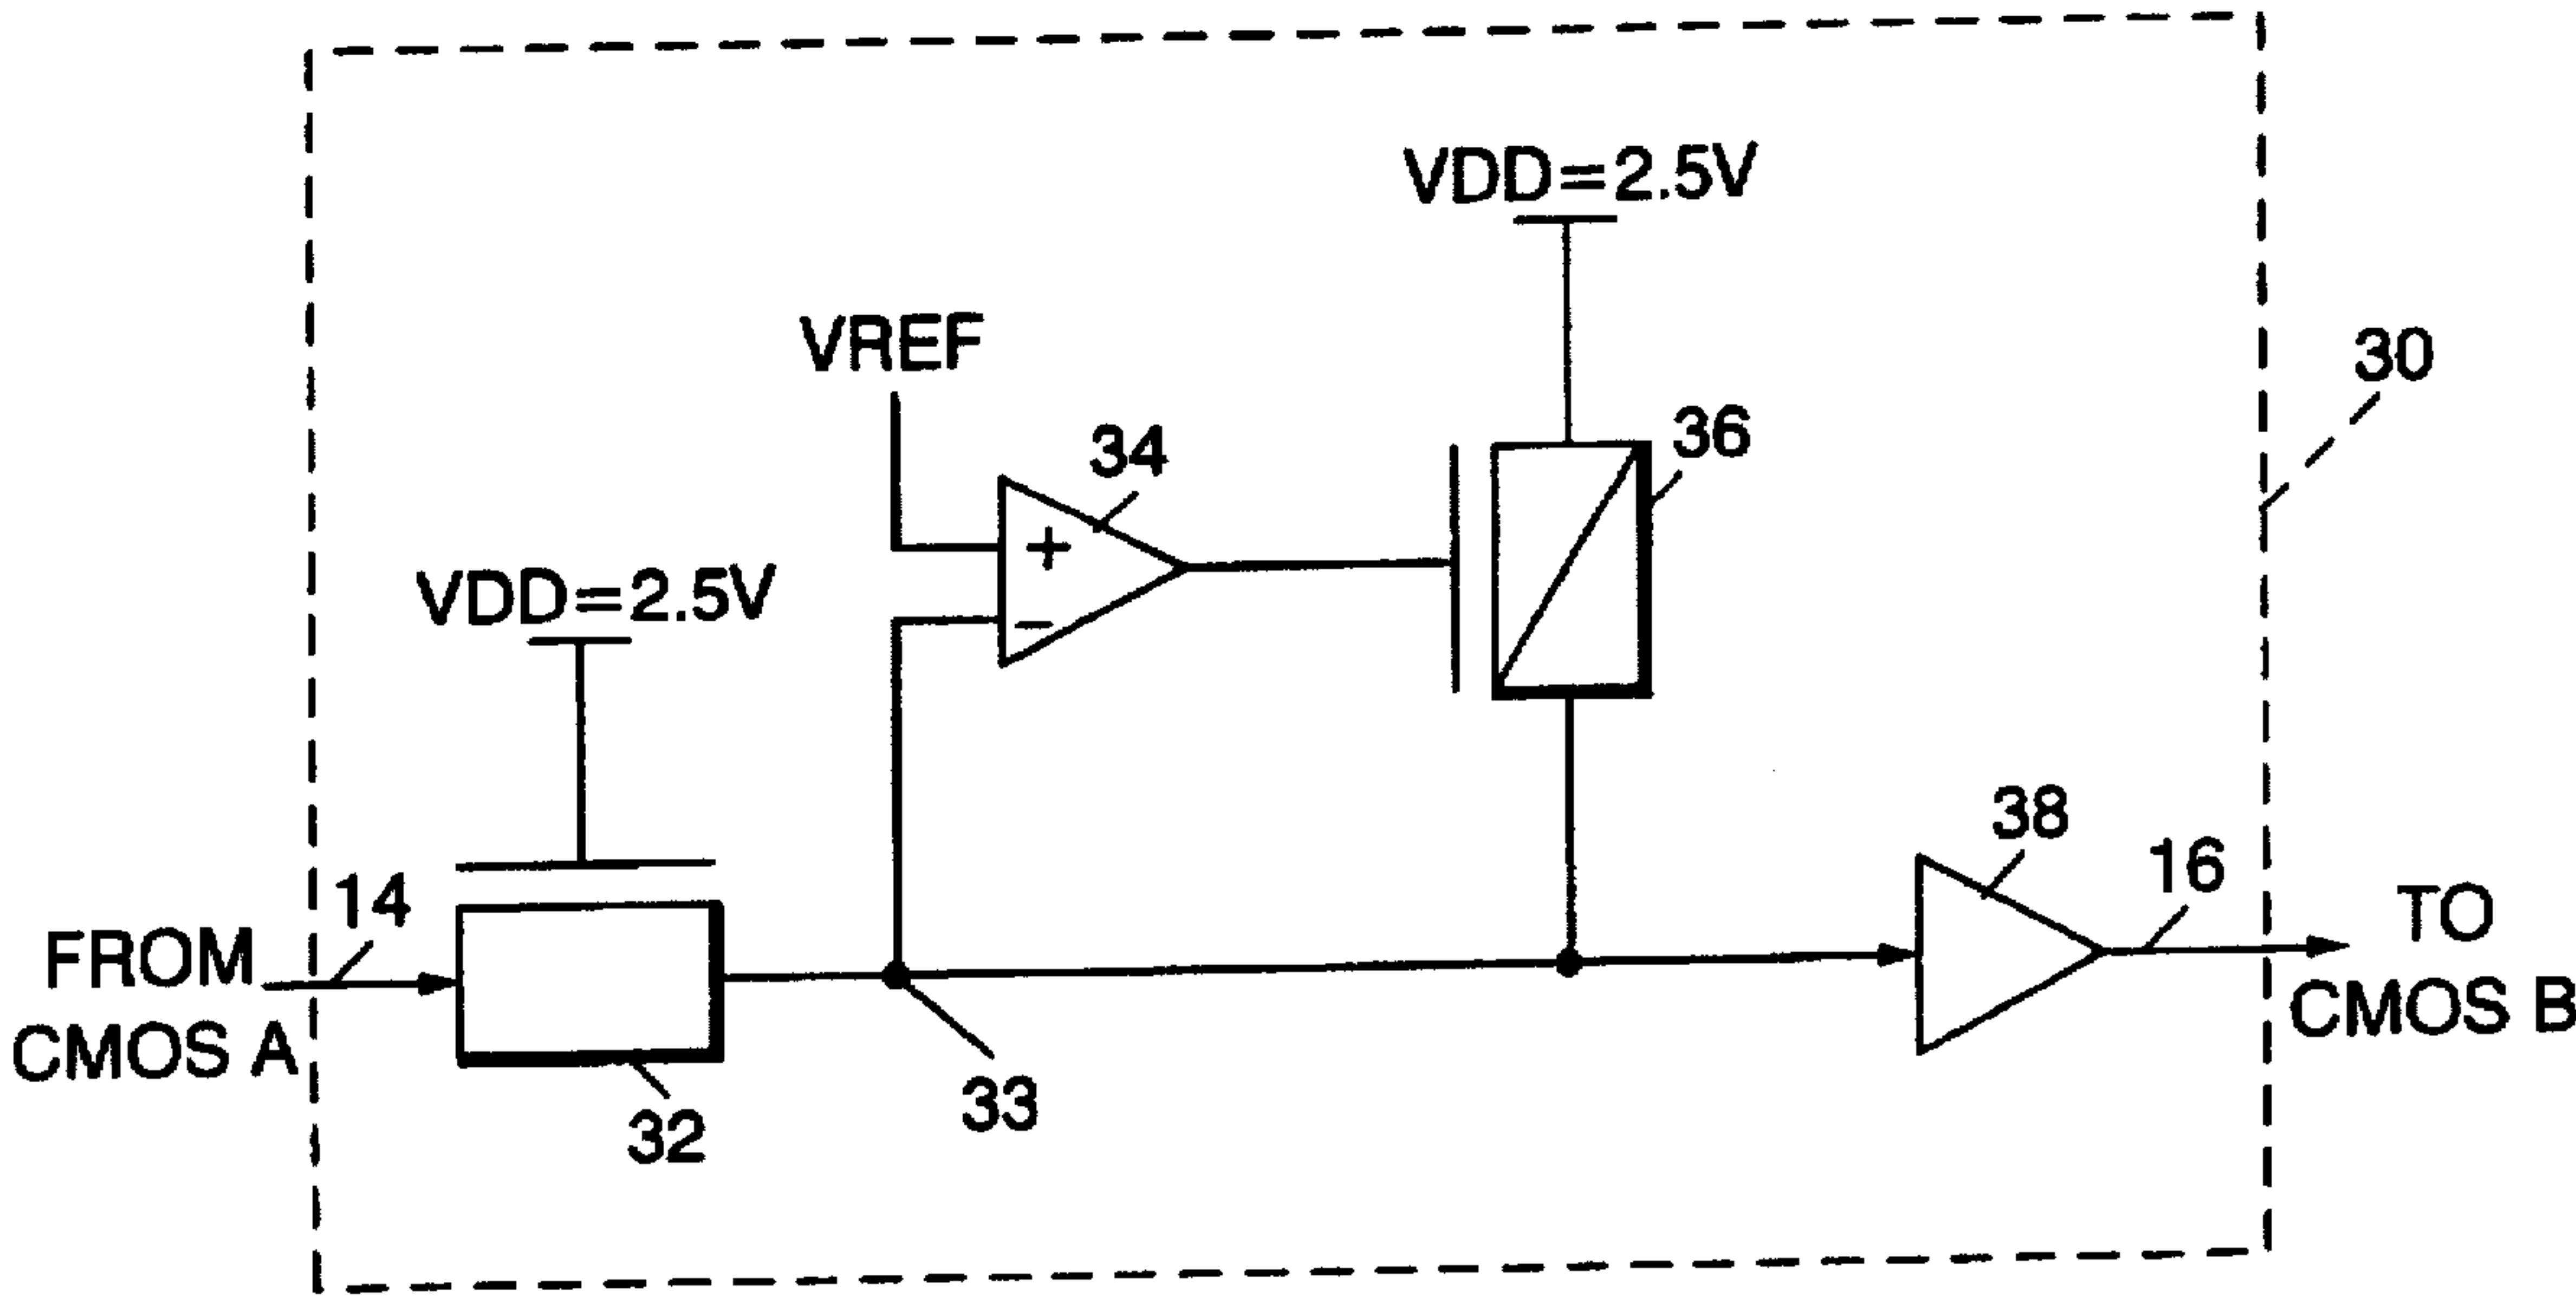 VDD=2.5V
VREF
30
34
36
VDD=2.5V
+
−
38
14
16
FROM
CMOS A
TO
CMOS B
33
32